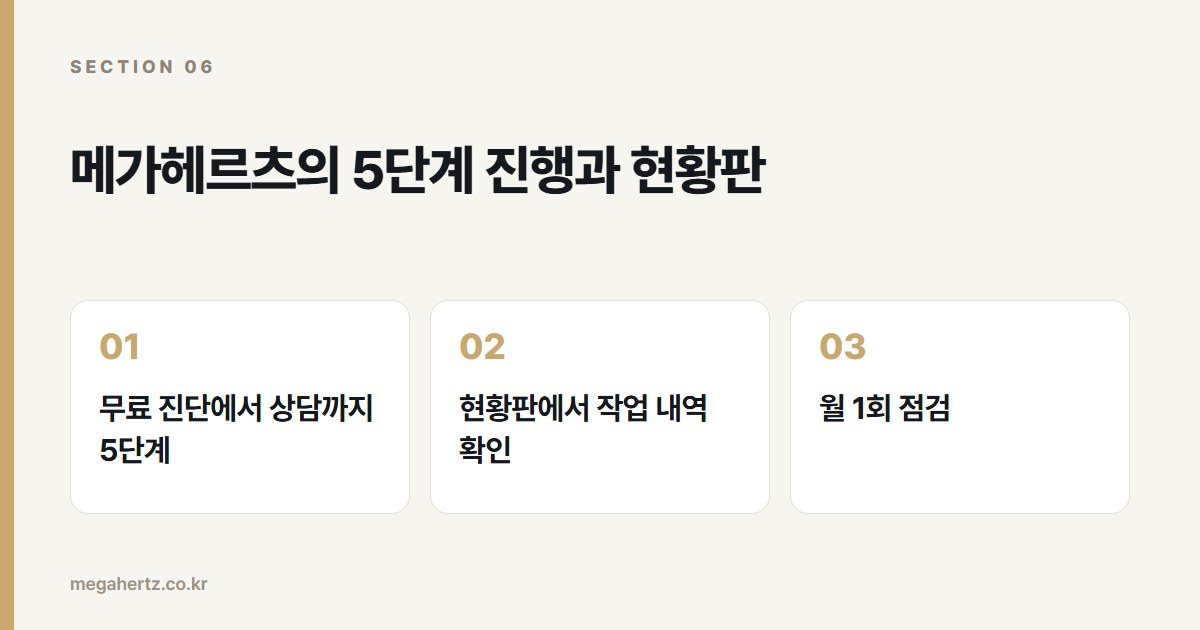 SECTION 06
메가헤르츠의 5단계 진행과 현황판
01
무료 진단에서 상담까지
5단계
02
현황판에서 작업 내역
확인
03
월 1회 점검
megahertz.co.kr